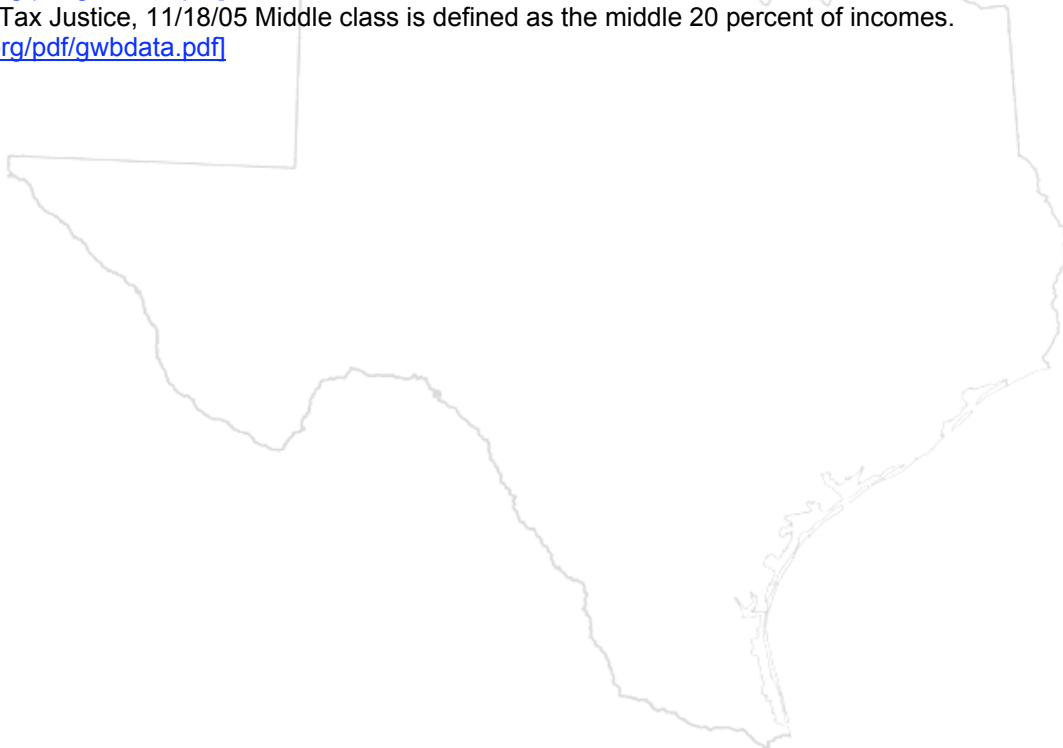 Tax Justice, 11/18/05 Middle class is defined as the middle 20 percent of incomes.
rg/pdf/gwbdata.pdf]